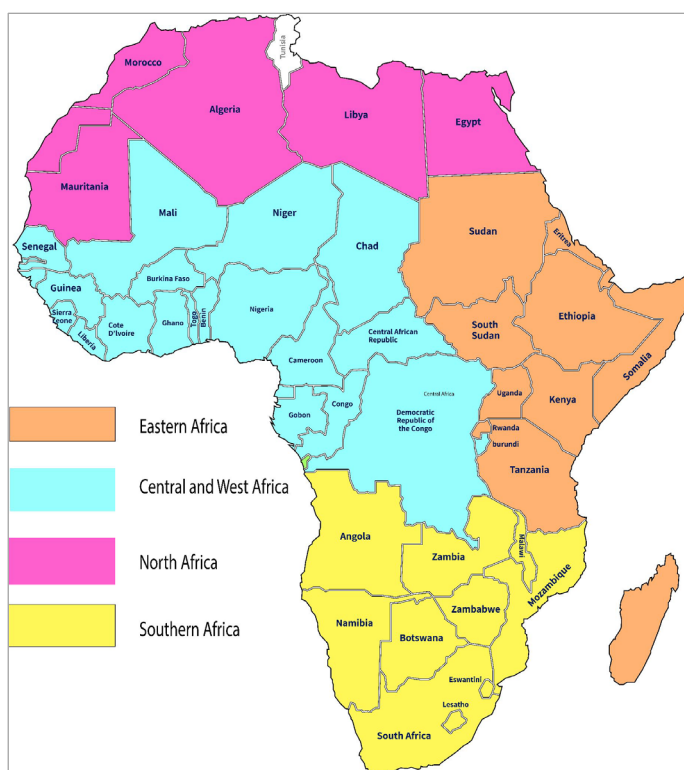 Tunisia
Morocco
Algeria
Libya
Egypt
Mauritania
Mali
Niger
Chad
Sudan
Eritrea
Senegal
Burkina Faso
Guinea
Nigeria
Sierra
Leone
Liberia
Cote
D'Ivoire
Ghano
Togo
Benin
Central African
Republic
South
Sudan
Ethiopia
Somalia
Cameroon
Central Africa
Uganda
Kenya
Gobon
Congo
Democratic
Republic of
the Congo
Rwanda
burundi
Tanzania
Eastern Africa
Central and West Africa
North Africa
Southern Africa
Angola
Zambia
Malawi
Mozambique
Namibia
Zambabwe
Botswana
Eswantini
Lesatho
South Africa